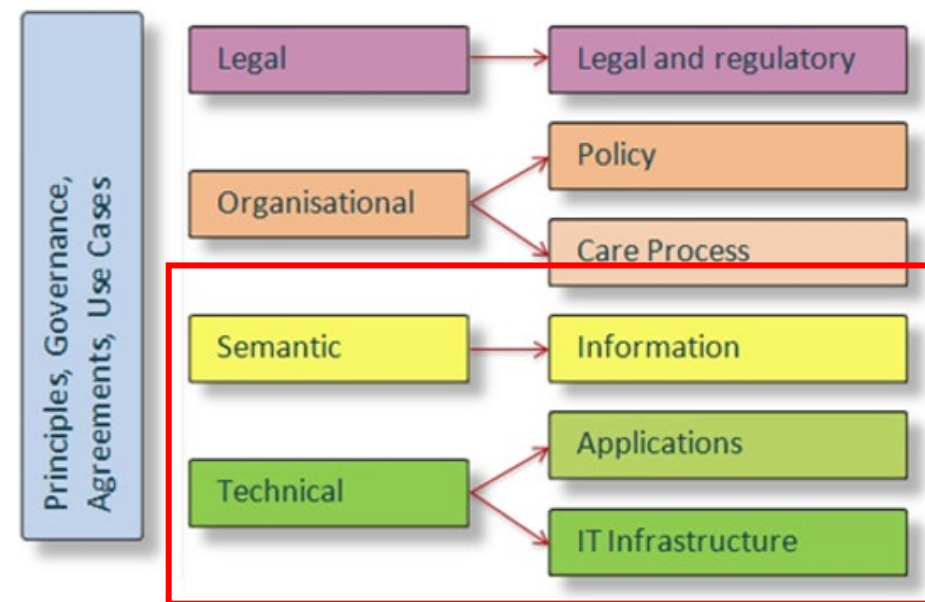 Principles, Governance,
Agreements, Use Cases
Legal
Legal and regulatory
Organisational
Policy
Care Process
Semantic
Information
Technical
Applications
IT Infrastructure